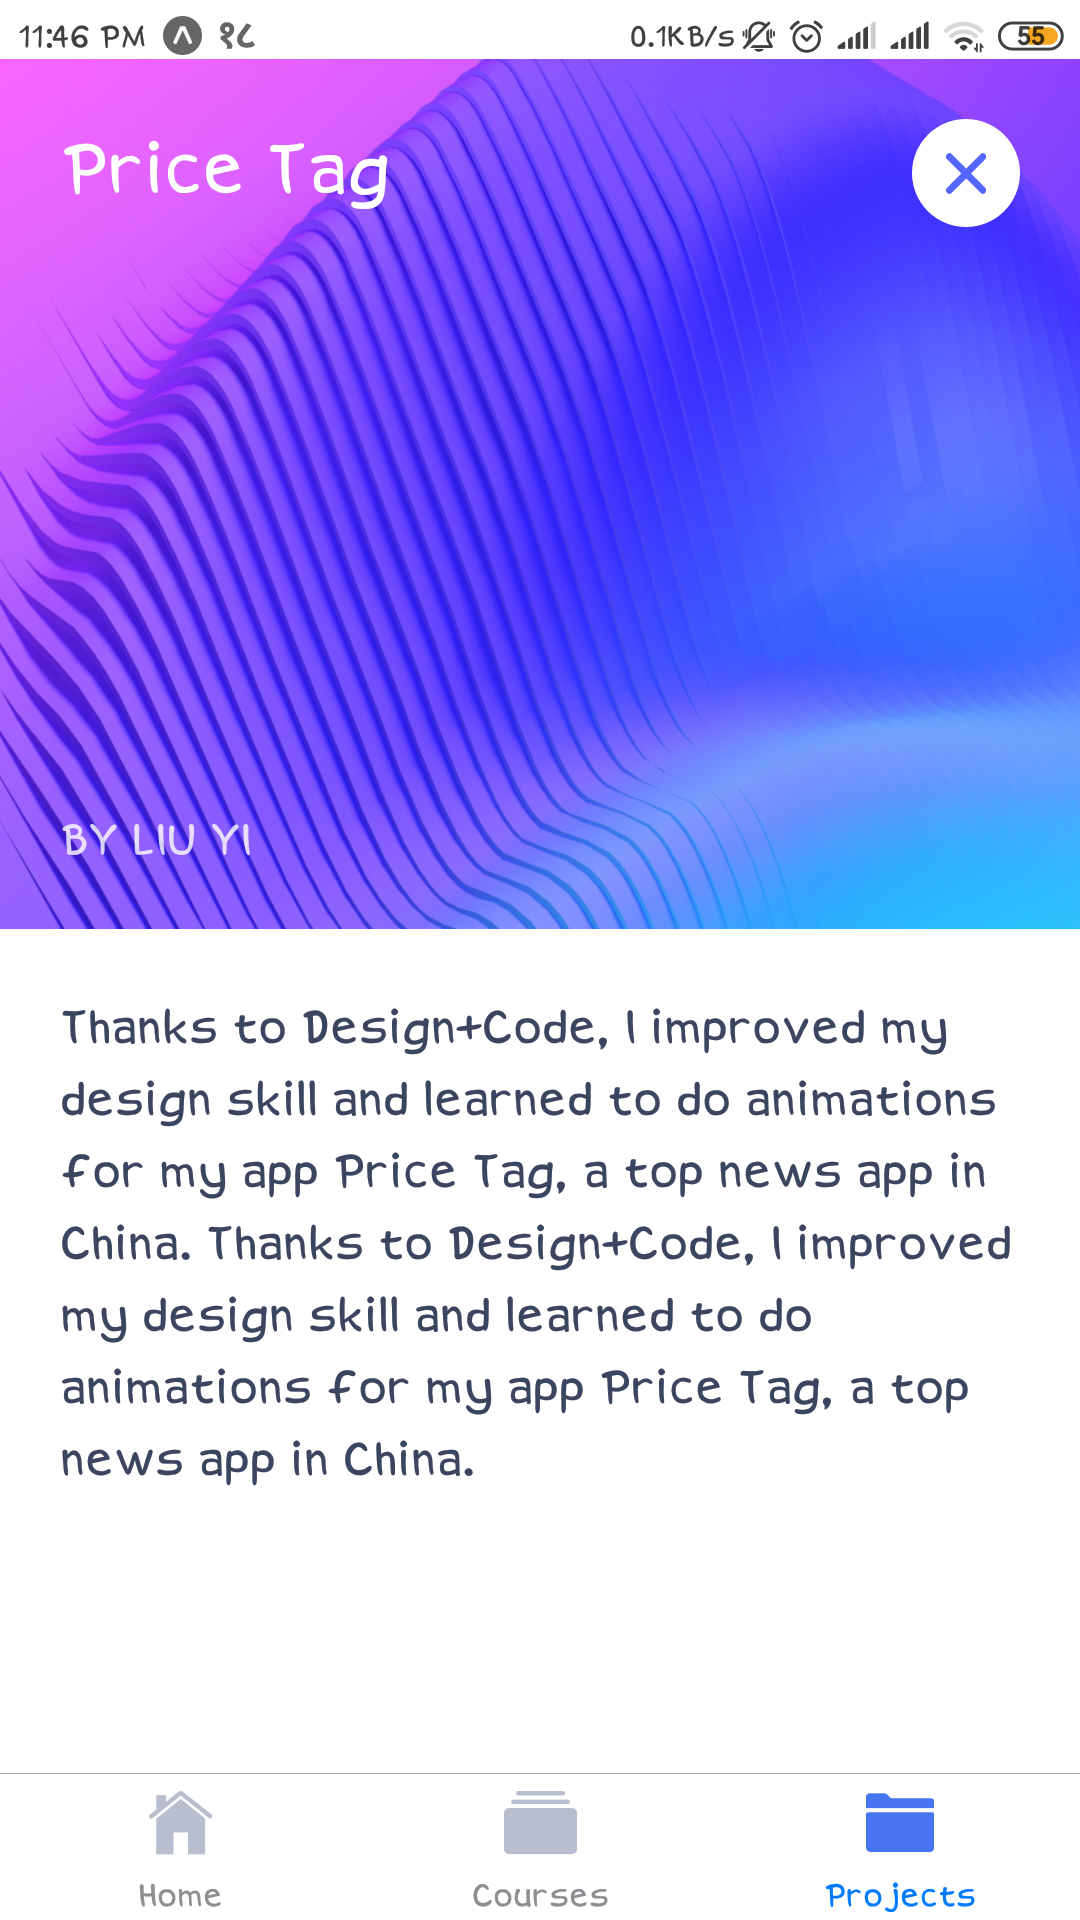 11:46 PM १८ 0.1KB/s 55
Price Tag
BY LIU YI
Thanks to Design+Code, I improved my
design skill and learned to do animations
for my app Price Tag, a top news app in
China. Thanks to Design+Code, I improved
my design skill and learned to do
animations for my app Price Tag, a top
news app in China.
Home Courses Projects